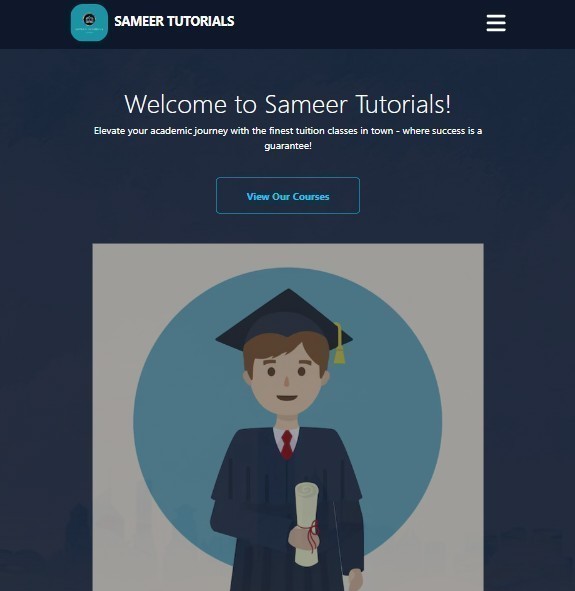 SAMEER TUTORIALS
Welcome to Sameer Tutorials!
Elevate your academic journey with the finest tuition classes in town - where success is a
guarantee!
View Our Courses